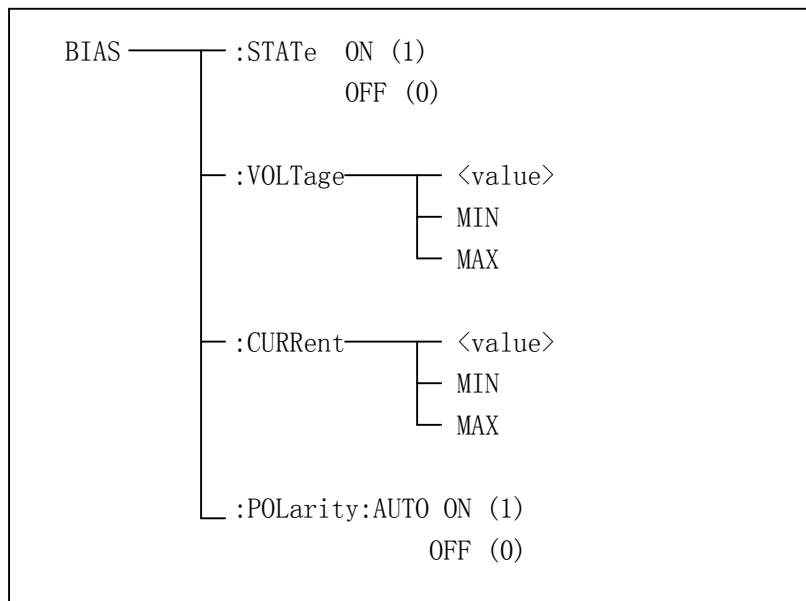 BIAS :STATe ON (1)
OFF (0)
:VOLTage <value>
MIN
MAX
:CURRent <value>
MIN
MAX
:POLarity:AUTO ON (1)
OFF (0)